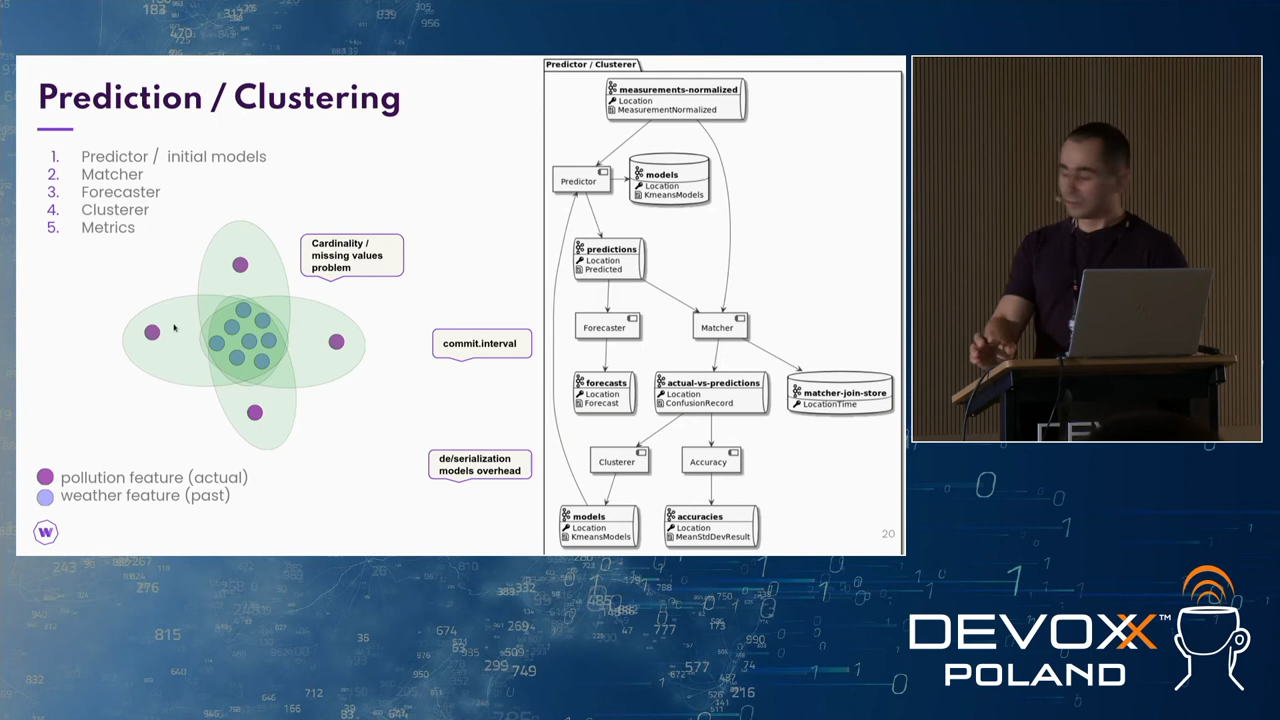 Prediction / Clustering
1. Predictor / initial models
2. Matcher
3. Forecaster
4. Clusterer
5. Metrics
Cardinality /
missing values
problem
commit.interval
de/serialization
models overhead
pollution feature (actual)
weather feature (past)
W
20
Predictor / Clusterer
measurements-normalized
Location
MeasurementNormalized
Predictor
models
Location
KmeansModels
predictions
Location
Predicted
Forecaster
Matcher
forecasts
Location
Forecast
actual-vs-predictions
Location
ConfusionRecord
matcher-join-store
LocationTime
Clusterer
Accuracy
models
Location
KmeansModels
accuracies
Location
MeanStdDevResult
DEVOXX™
POLAND